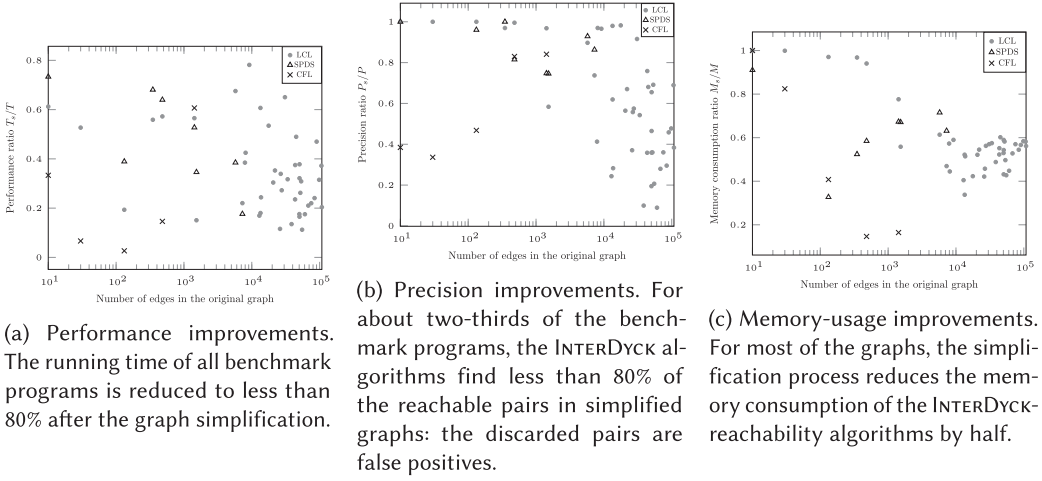 Performance ratio Ts/T
0.8
0.6
0.4
0.2
0
10^1
10^2
10^3
10^4
10^5
Number of edges in the original graph
LCL
SPDS
CFL
(a) Performance improvements.
The running time of all benchmark
programs is reduced to less than
80% after the graph simplification.
Precision ratio Ps/P
1
0.8
0.6
0.4
0.2
0
10^1
10^2
10^3
10^4
10^5
Number of edges in the original graph
LCL
SPDS
CFL
(b) Precision improvements. For
about two-thirds of the bench-
mark programs, the INTERDYCK al-
gorithms find less than 80% of
the reachable pairs in simplified
graphs: the discarded pairs are
false positives.
Memory consumption ratio Ms/M
1
0.8
0.6
0.4
0.2
10^1
10^2
10^3
10^4
10^5
Number of edges in the original graph
LCL
SPDS
CFL
(c) Memory-usage improvements.
For most of the graphs, the simpli-
fication process reduces the mem-
ory consumption of the INTERDYCK-
reachability algorithms by half.